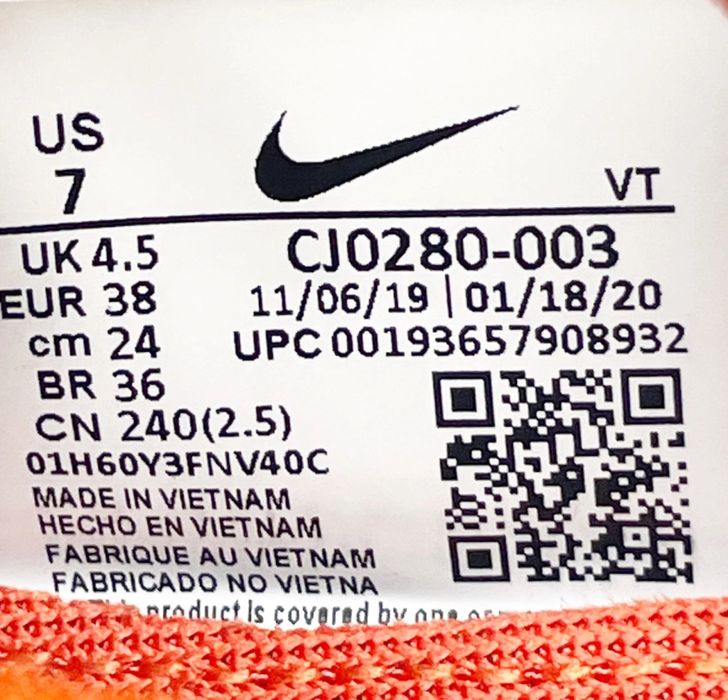 US
7
VT
UK 4.5
CJ0280-003
EUR 38
11/06/19 | 01/18/20
cm 24
UPC 00193657908932
BR 36
CN 240(2.5)
01H60Y3FNV40C
MADE IN VIETNAM
HECHO EN VIETNAM
FABRIQUE AU VIETNAM
FABRICADO NO VIETNA
product is covered by one